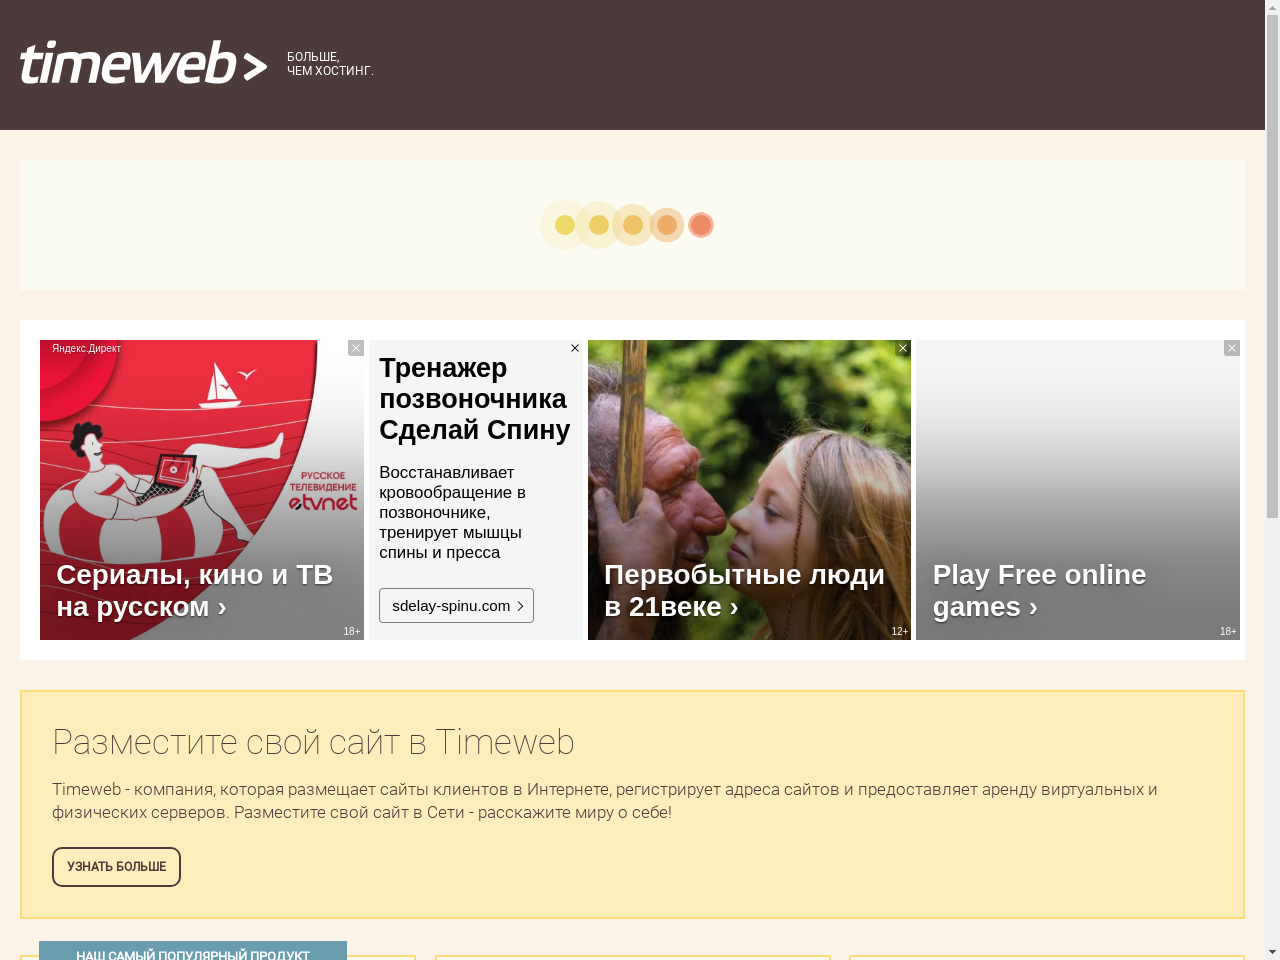 timeweb>
БОЛЬШЕ,
ЧЕМ ХОСТИНГ.
Яндекс.Директ
РУССКОЕ
ТЕЛЕВИДЕНИЕ
etvnet
Сериалы, кино и ТВ
на русском ›
18+
Тренажер
позвоночника
Сделай Спину
Восстанавливает
кровообращение в
позвоночнике,
тренирует мышцы
спины и пресса
sdelay-spinu.com
Первобытные люди
в 21веке ›
12+
Play Free online
games ›
18+
Разместите свой сайт в Timeweb
Timeweb - компания, которая размещает сайты клиентов в Интернете, регистрирует адреса сайтов и предоставляет аренду виртуальных и
физических серверов. Разместите свой сайт в Сети - расскажите миру о себе!
УЗНАТЬ БОЛЬШЕ
НАШ САМЫЙ ПОПУЛЯРНЫЙ ПРОДУКТ